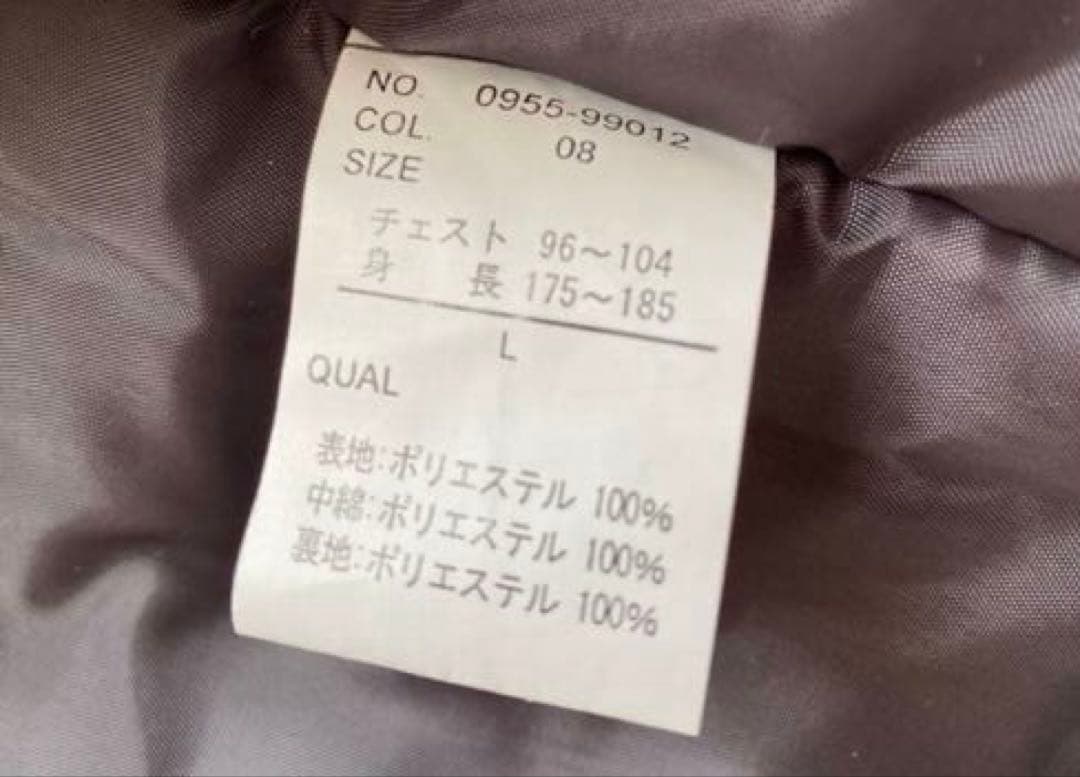 NO. 0955-99012
COL. 08
SIZE
チェスト 96～104
身 長 175～185
L
QUAL
表地:ポリエステル 100%
中綿:ポリエステル 100%
裏地:ポリエステル 100%